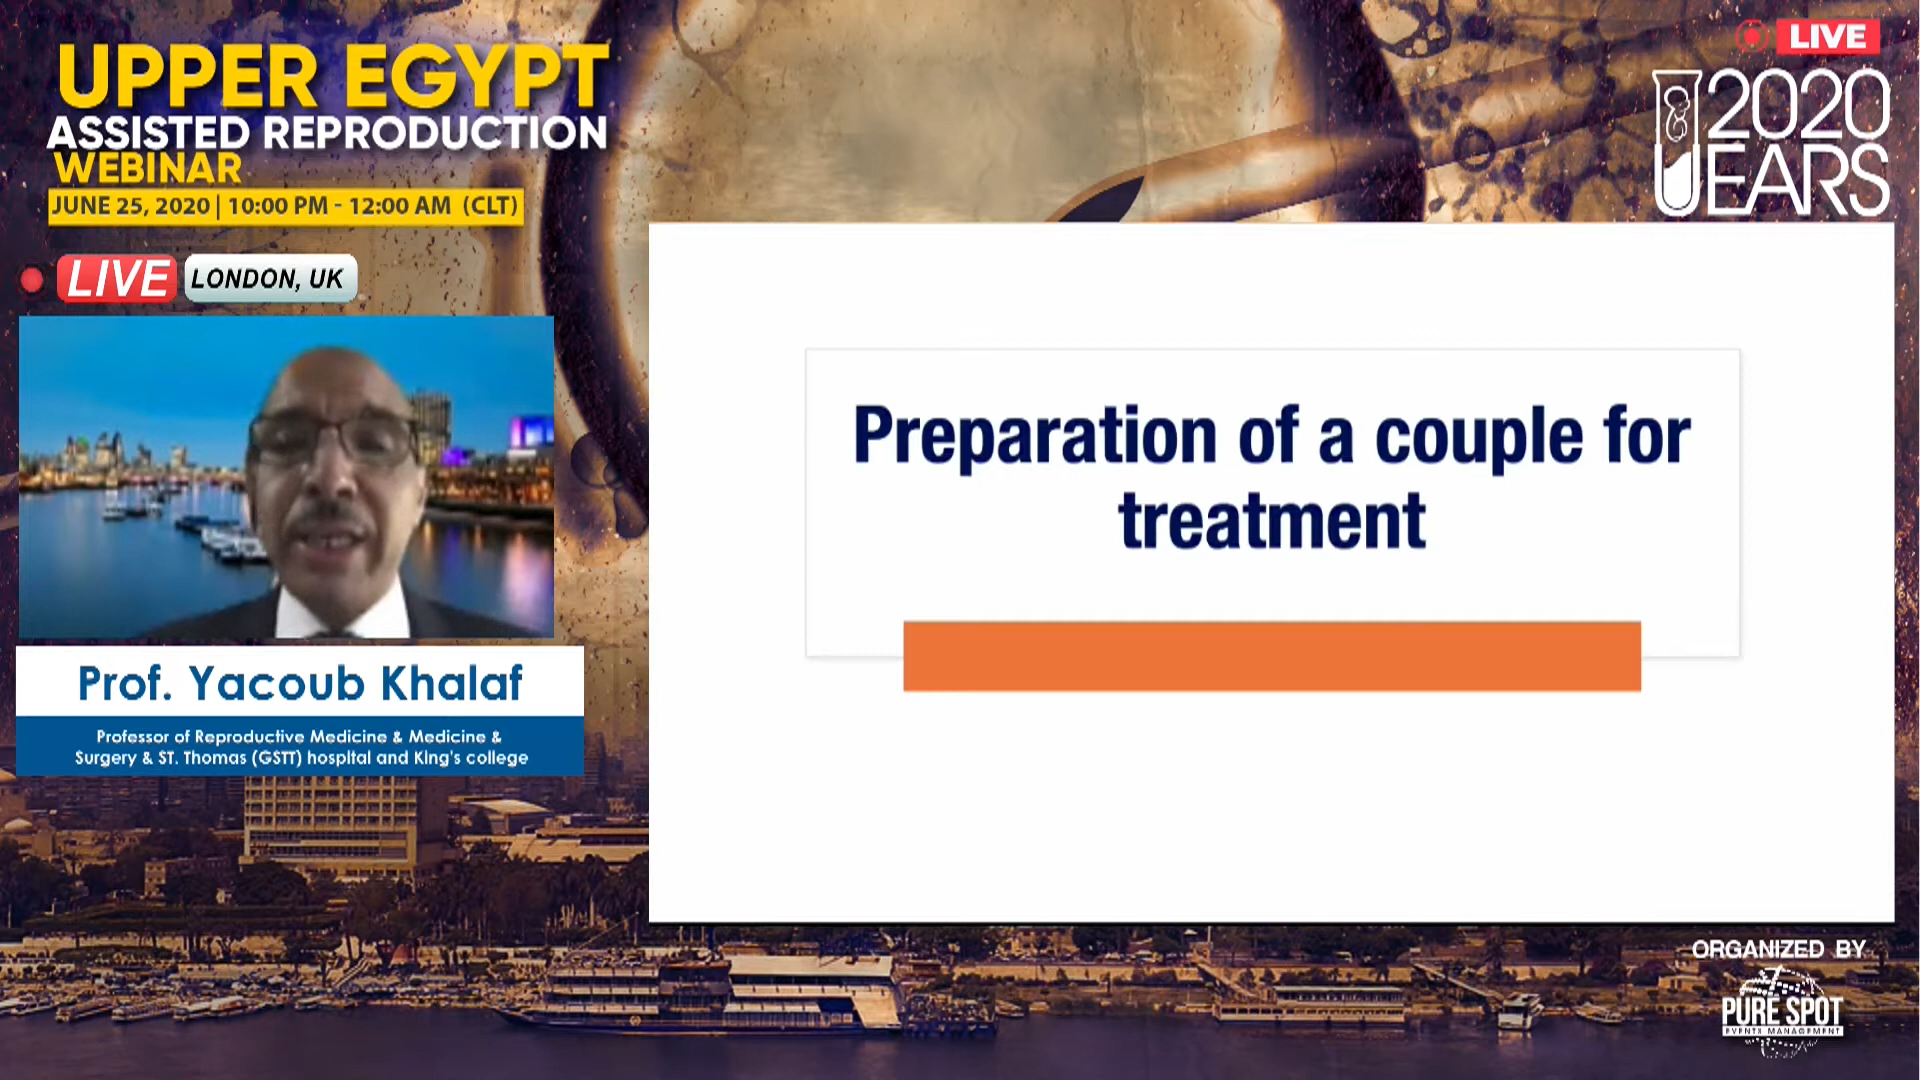 UPPER EGYPT
ASSISTED REPRODUCTION
WEBINAR
JUNE 25, 2020 | 10:00 PM - 12:00 AM (CLT)
LIVE
LONDON, UK
Prof. Yacoub Khalaf
Professor of Reproductive Medicine & Medicine &
Surgery & ST. Thomas (GSTT) hospital and King's college
LIVE
2020
UEARS
Preparation of a couple for
treatment
ORGANIZED BY
PURE SPOT
EVENTS MANAGEMENT